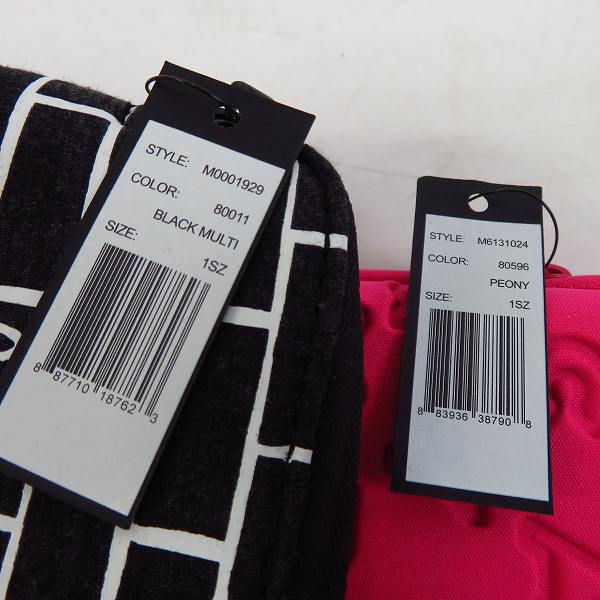 STYLE: M0001929
COLOR: 80011
BLACK MULTI
SIZE: 1SZ
8 87710 18762 3
STYLE: M6131024
COLOR: 80596
PEONY
SIZE: 1SZ
8 83936 38790 8